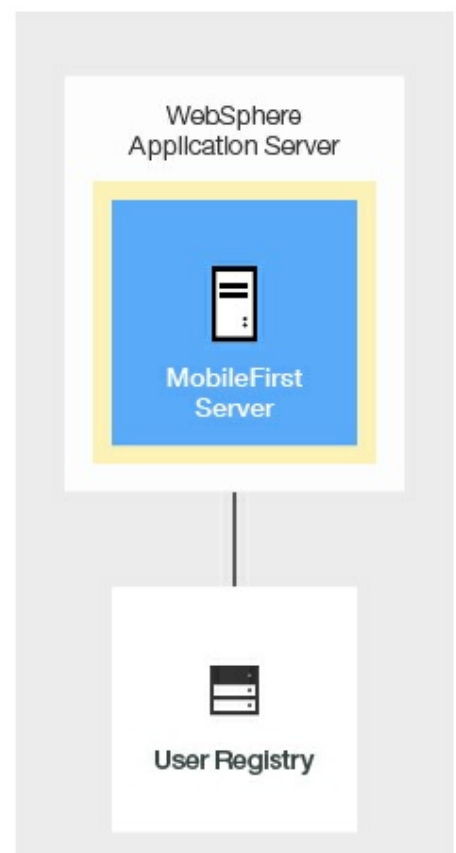 WebSphere
Application Server
MobileFirst
Server
User Registry